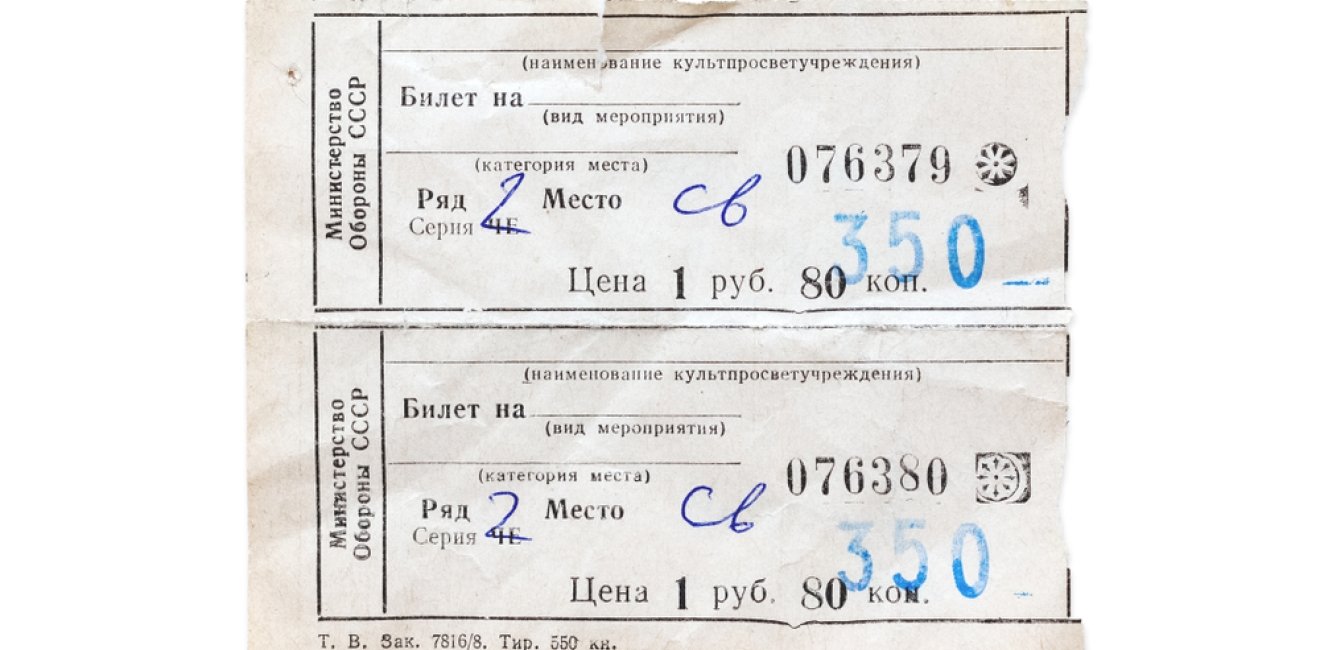 Министерство
Обороны СССР
(наименование культпросветучреждения)
Билет на
(вид мероприятия)
(категория места)
076379
Ряд 2 Место св
Серия ЧЕ
350
Цена 1 руб. 80 коп.
Министерство
Обороны СССР
(наименование культпросветучреждения)
Билет на
(вид мероприятия)
(категория места)
076380
Ряд 2 Место св
Серия ЧЕ
350
Цена 1 руб. 80 коп.
Т. В. Зак. 7816/8. Тир. 550 кн.